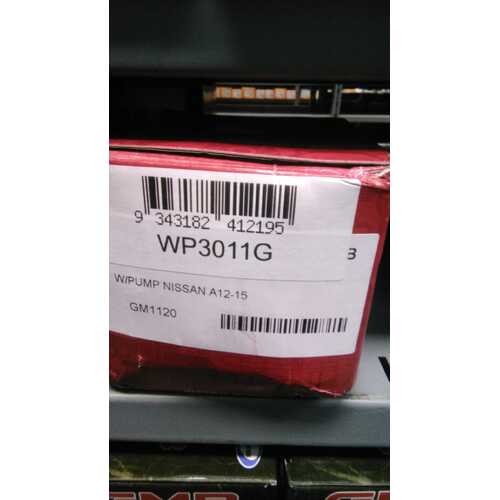 9 343182 412195
WP3011G
B
W/PUMP NISSAN A12-15
GM1120